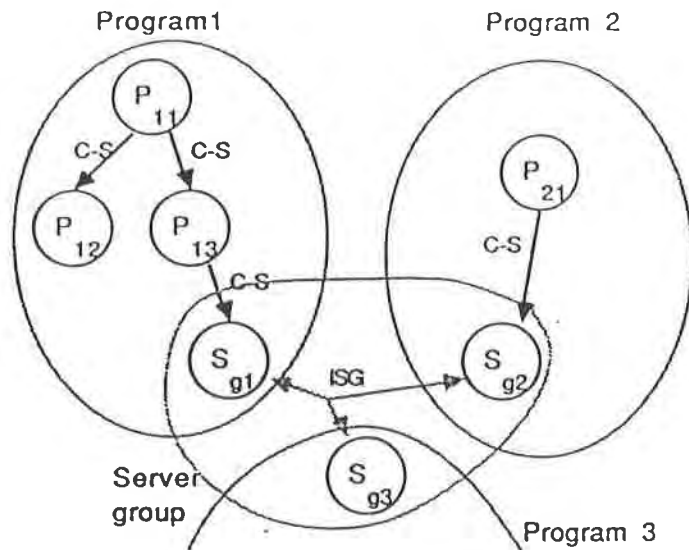 Program1
Program 2
P11
C-S
C-S
P21
P12
P13
C-S
C-S
Sg1
ISG
Sg2
Sg3
Server
group
Program 3